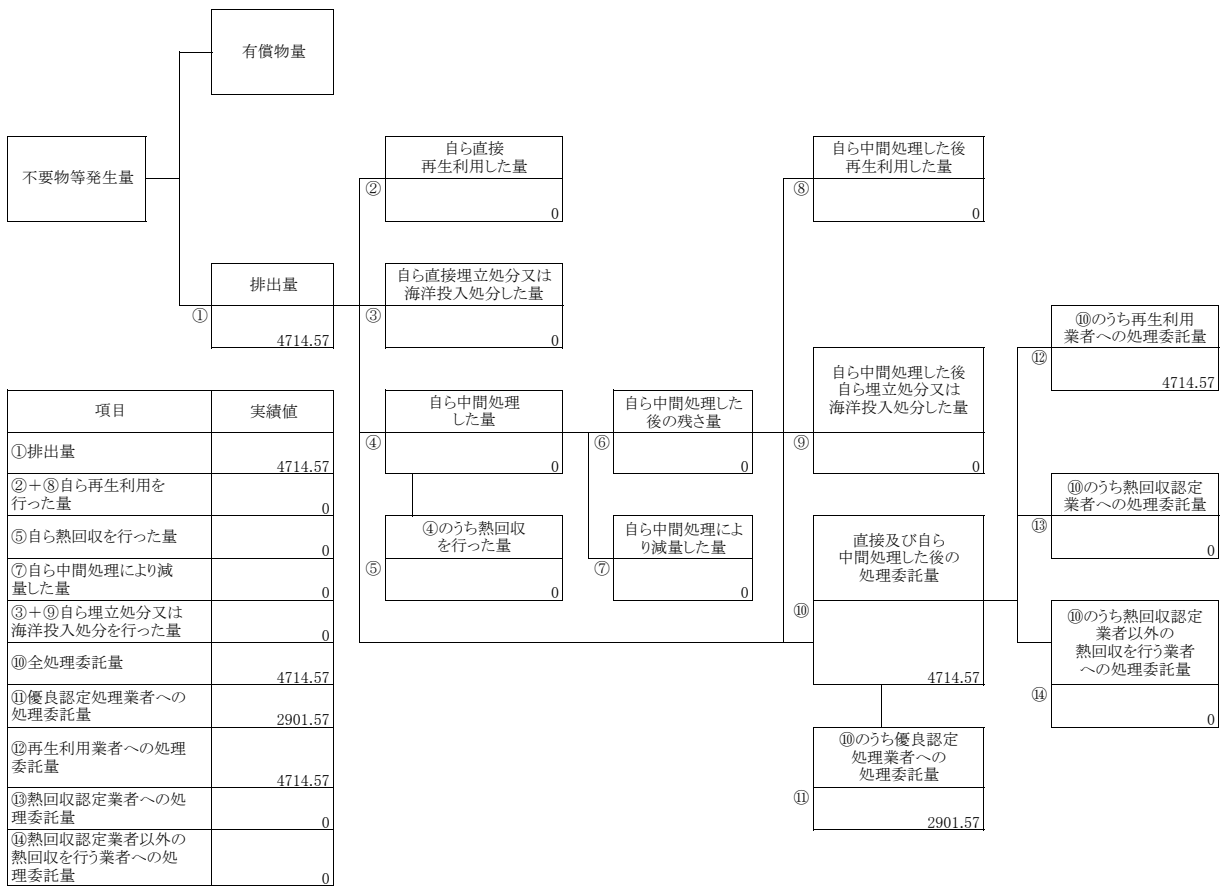 有償物量
不要物等発生量
排出量
①
4714.57
自ら直接
再生利用した量
②
0
自ら直接埋立処分又は
海洋投入処分した量
③
0
自ら中間処理
した量
④
0
④のうち熱回収
を行った量
⑤
0
自ら中間処理した
後の残さ量
⑥
0
自ら中間処理によ
り減量した量
⑦
0
自ら中間処理した後
再生利用した量
⑧
0
自ら中間処理した後
自ら埋立処分又は
海洋投入処分した量
⑨
0
直接及び自ら
中間処理した後の
処理委託量
⑩
4714.57
⑩のうち優良認定
処理業者への
処理委託量
⑪
2901.57
⑩のうち再生利用
業者への処理委託量
⑫
4714.57
⑩のうち熱回収認定
業者への処理委託量
⑬
0
⑩のうち熱回収認定
業者以外の
熱回収を行う業者
への処理委託量
⑭
0
項目 実績値
①排出量
4714.57
②＋⑧自ら再生利用を
行った量
0
⑤自ら熱回収を行った量
0
⑦自ら中間処理により減
量した量
0
③＋⑨自ら埋立処分又は
海洋投入処分を行った量
0
⑩全処理委託量
4714.57
⑪優良認定処理業者への
処理委託量
2901.57
⑫再生利用業者への処理
委託量
4714.57
⑬熱回収認定業者への処
理委託量
0
⑭熱回収認定業者以外の
熱回収を行う業者への処
理委託量
0